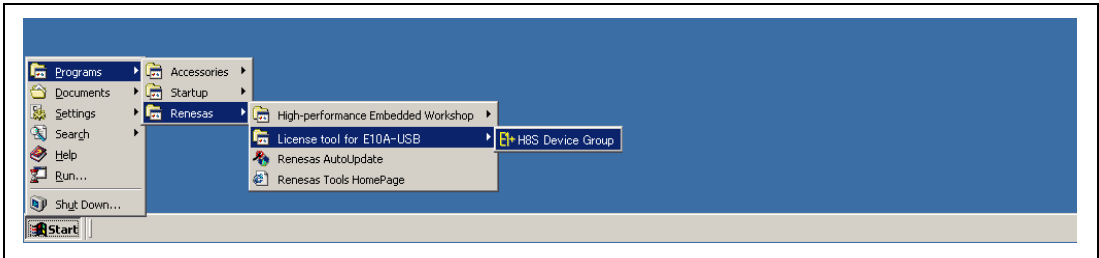 Programs
Documents
Settings
Search
Help
Run...
Shut Down...
Start
Accessories
Startup
Renesas
High-performance Embedded Workshop
License tool for E10A-USB
Renesas AutoUpdate
Renesas Tools HomePage
H8S Device Group